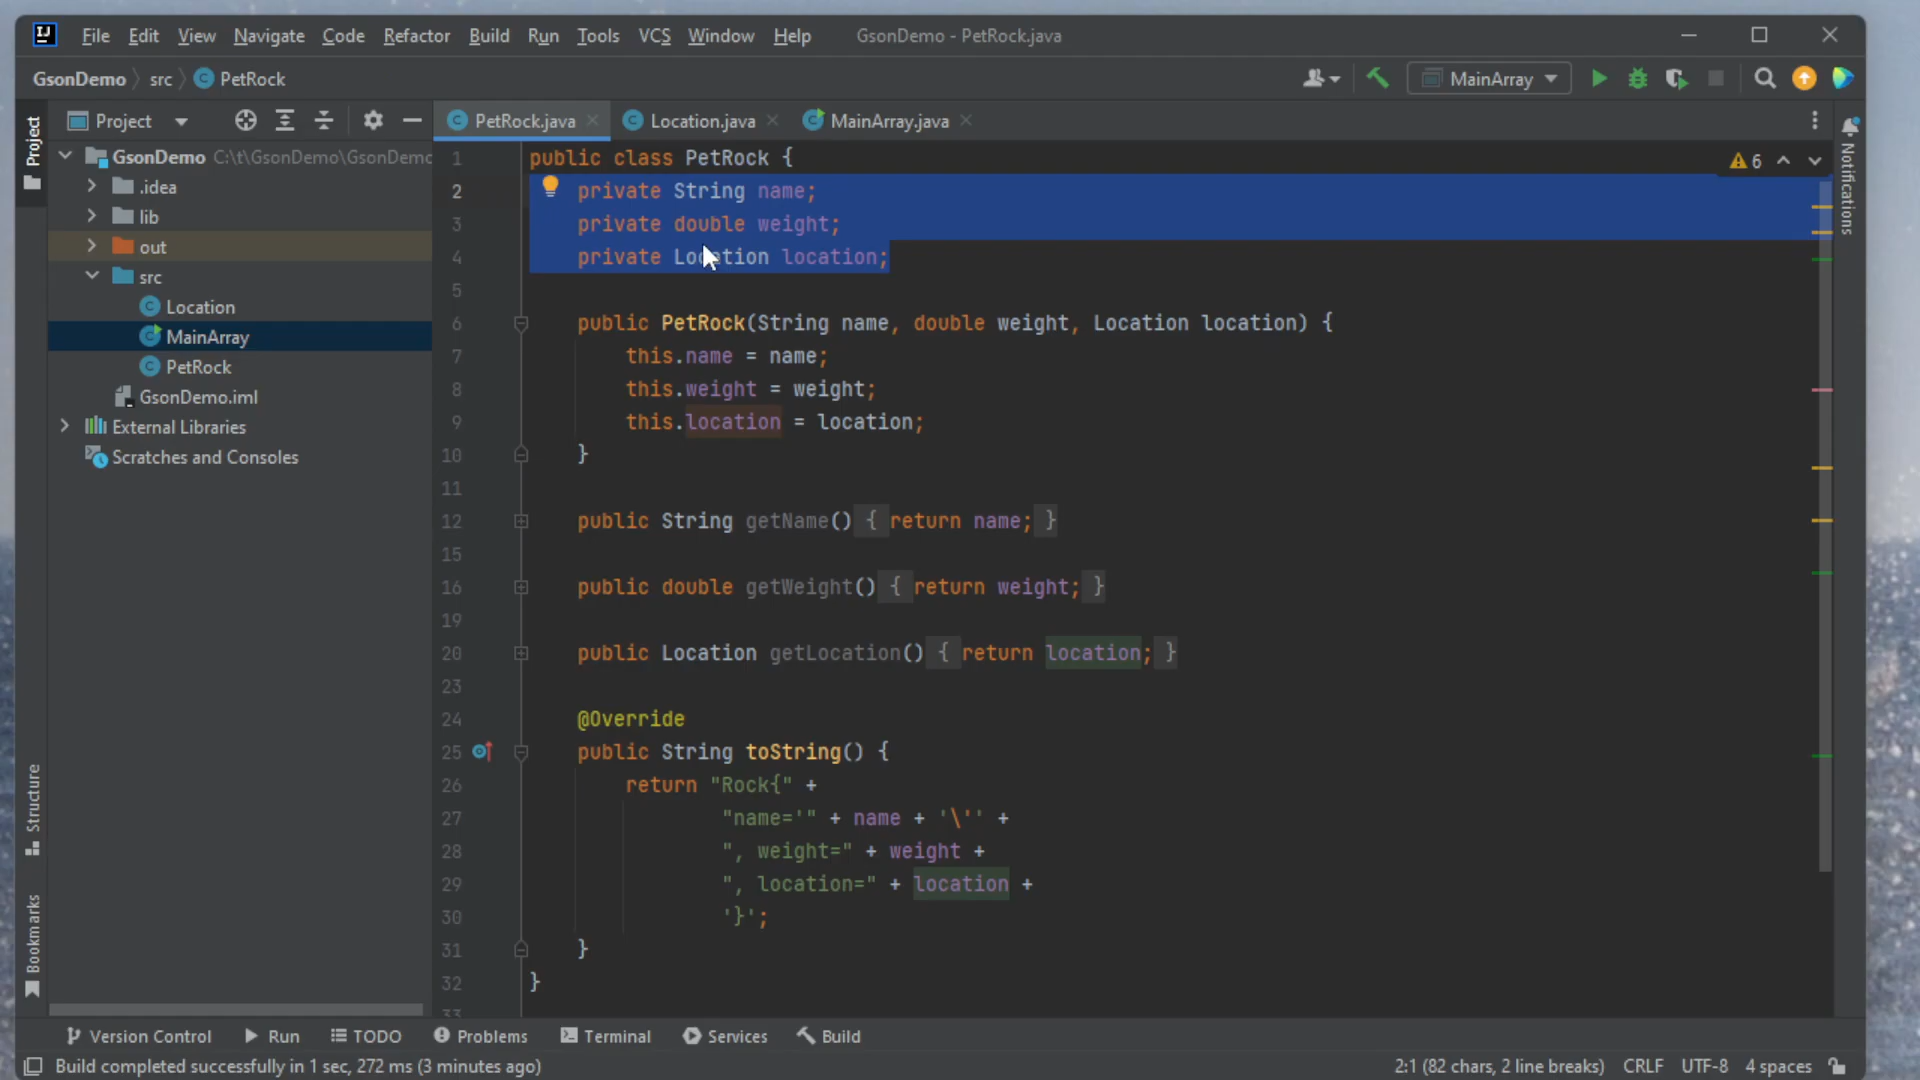 IJ File Edit View Navigate Code Refactor Build Run Tools VCS Window Help GsonDemo - PetRock.java
GsonDemo src PetRock MainArray
Project
PetRock.java Location.java MainArray.java
Project
GsonDemo C:\t\GsonDemo\GsonDemo
.idea
lib
out
src
Location
MainArray
PetRock
GsonDemo.iml
External Libraries
Scratches and Consoles
Structure
Bookmarks
1 public class PetRock {
2 private String name;
3 private double weight;
4 private Location location;
5
6 public PetRock(String name, double weight, Location location) {
7 this.name = name;
8 this.weight = weight;
9 this.location = location;
10 }
11
12 public String getName() { return name; }
15
16 public double getWeight() { return weight; }
19
20 public Location getLocation() { return location; }
23
24 @Override
25 public String toString() {
26 return "Rock{" +
27 "name='" + name + '\'' +
28 ", weight=" + weight +
29 ", location=" + location +
30 '}';
31 }
32 }
33
6
Notifications
Version Control Run TODO Problems Terminal Services Build
Build completed successfully in 1 sec, 272 ms (3 minutes ago) 2:1 (82 chars, 2 line breaks) CRLF UTF-8 4 spaces